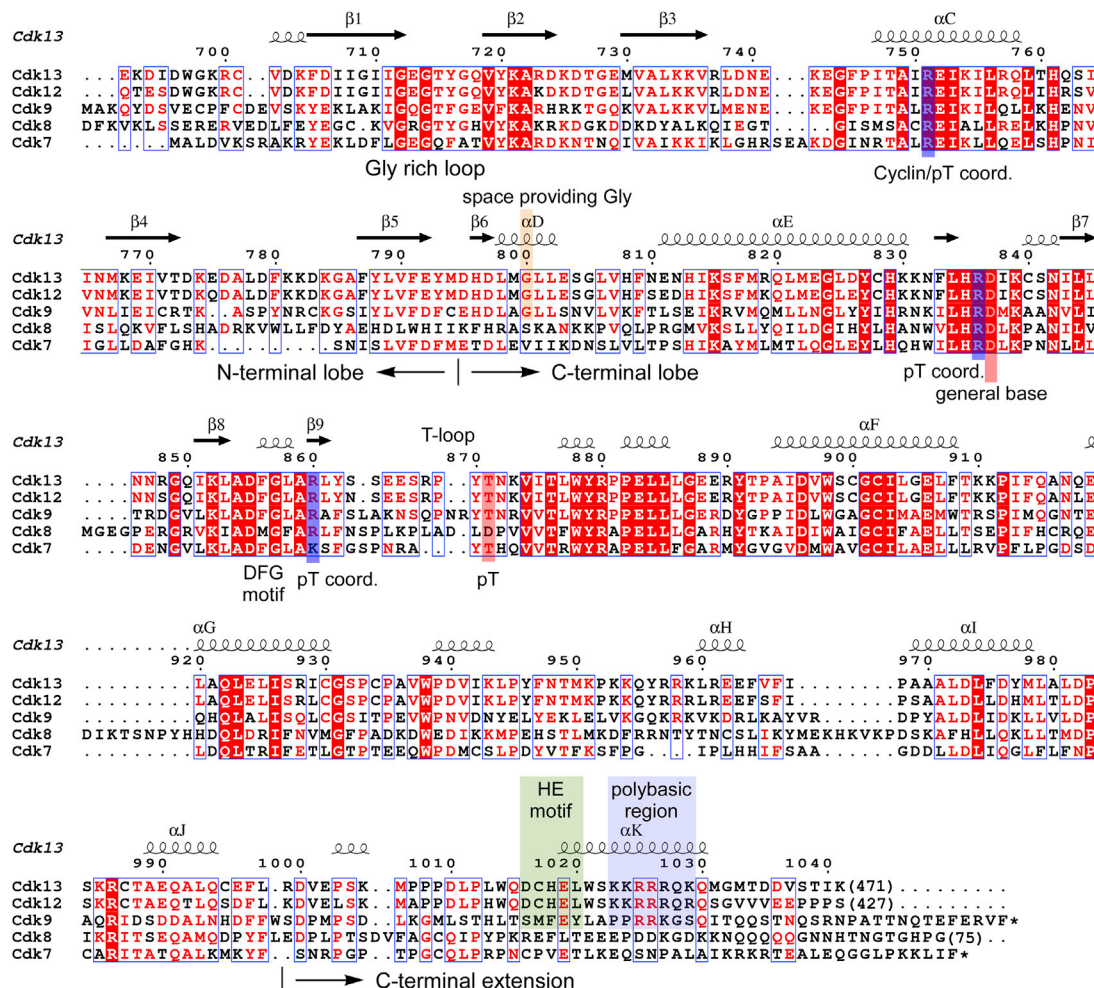 Cdk13
β1 β2 β3 αC
700 710 720 730 740 750 760
Cdk13 ...EKDIDWGKRC.VDKFDIIGIIGEGTYGQVYKARDKDTGEMVALKKVRLDNE.KEGFPITAIREIKILRQLTHQSI
Cdk12 ...QTESDWGKRC.VDKFDIIGIIGEGTYGQVYKAKDKDTGELVALKKVRLDNE.KEGFPITAIREIKILRQLIHRSV
Cdk9 MAKQYDSVECPFCDEVSKYEKLAKIGQGTFGEVFKARHRKTGQKVALKKVLMENE.KEGFPITALREIKILQLLKHENV
Cdk8 DFKVKLSSERERVEDLFEYEGC.KVGRGTYGHVYKAKRKDGKDDKDYALKQIEGT...GISMSACREIALLRELKHPNV
Cdk7 ...MALDVKSRAKRYEKLDFLGEGQFATVYKARDKNTNQIVAIKKIKLGHRSEAKDGINRTALREIKLLQELSHPNI
Gly rich loop
Cyclin/pT coord.
space providing Gly
Cdk13
β4 β5 β6 αD αE β7
770 780 790 800 810 820 830 840
Cdk13 INMKEIVTDKEDALDFKKDKGAFYLVFEYMDHDLMGLLESGLVHFNENHIKSFMRQLMEGLDYCHKKNFLHRDIKCSNILL
Cdk12 VNMKEIVTDKQDALDFKKDKGAFYLVFEYMDHDLMGLLESGLVHFSEDHIKSFMKQLMEGLEYCHKKNFLHRDIKCSNILL
Cdk9 VNLIEICRTK.ASPYNRCKGSIYLVFDFCEHDLAGLLSNVLVKFTLSEIKRVMQMLLNGLYYIHRNKILHRDMKAANVLI
Cdk8 ISLQKVFLSHADRKVWLLFDYAEHDLWHIIKFHRASKANKKPVQLPRGMVKSLLYQILDGIHYLHANWVLHRDLKPANILV
Cdk7 IGLLDAFGHK.....SNISLVFDFMETDLEVIIKDNSLVLTPSHIKAYMLMTLQGLEYLHQHWILHRDLKPNNLLL
N-terminal lobe
C-terminal lobe
pT coord.
general base
Cdk13
β8 β9 T-loop αF
850 860 870 880 890 900 910
Cdk13 NNRGQIKLADFGLARLYS.SEESRP.YTNKVITLWYRPPELLLGEERYTPAIDVWSCGCILGELFTKKPIFQANQE
Cdk12 NNSGQIKLADFGLARLYN.SEESRP.YTNKVITLWYRPPELLLGEERYTPAIDVWSCGCILGELFTKKPIFQANLE
Cdk9 TRDGVLKLADFGLARAFSLAKNSQPNRYTNRVVTLWYRPPELLLGERDYGPPIDLWGAGCIMAEMWTRSPIMQGNTE
Cdk8 MGEGPERGRVKIADMGFARLFNSPLKPLADLDPVVVTFWYRAPELLLGARHYTKAIDIWAIGCIFAELLTSEPIFHCRQE
Cdk7 DENGVLKLADFGLAKSFGSPNRA..YTHQVVTRWYRAPELLFGARMYGVGVDMWAVGCILAELLLRVPFLPGDSD
DFG motif
pT coord.
pT
Cdk13
αG αH αI
920 930 940 950 960 970 980
Cdk13 .........LAQLELISRICGSPCPAVWPDVIKLPYFNTMKPKKQYRRKLREEFVFI.......PAAALDLFDYMLALDP
Cdk12 .........LAQLELISRLCGSPCPAVWPDVIKLPYFNTMKPKKQYRRRLREEFSFI.......PSAALDLLDHMLTLDP
Cdk9 .........QHQLALISQLCGSITPEVWPNVDNYELYEKLELVKGQKRKVKDRLKAYVR.....DPYALDLIDKLLVLDP
Cdk8 DIKTSNPYHHDQLDRIFNVMGFPADKDWEDIKKMPEHSTLMKDFRRNTYTNCSLIKYMEKHKVKPDSKAFHLLQKLLTMDP
Cdk7 .........LDQLTRIFETLGTPTEEQWPDMCSLPDYVTFKSFPG...IPLHHIFSAA......GDDLLDLIQGLFLFNP
HE motif
polybasic region
Cdk13
αJ αK
990 1000 1010 1020 1030 1040
Cdk13 SKRCTAEQALQCEFL.RDVEPSK..MPPPDLPLWQDCHELWSKKRRRQKQMGMTDDVSTIK(471)......
Cdk12 SKRCTAEQTLQSDFL.KDVELSK..MAPPDLPHWQDCHELWSKKRRRQRQSGVVVEEPPPS(427)......
Cdk9 AQRIDSDDALNHDFFWSDPMPSD..LKGMLSTHLTSMFEYLAPPRRKGSQITQQSTNQSRNPATTNQTEFERVF*
Cdk8 IKRITSEQAMQDPYFLEDPLPTSDVFAGCQIPYPKREFLTEEEPDDKGDKKNQQQQQGNNHTNGTGHPG(75)..
Cdk7 CARITATQALKMKYF.SNRPGP..TPGCQLPRPNCPVETLKEQSNPALAIKRKRTEALEQGGLPKKLIF*
C-terminal extension